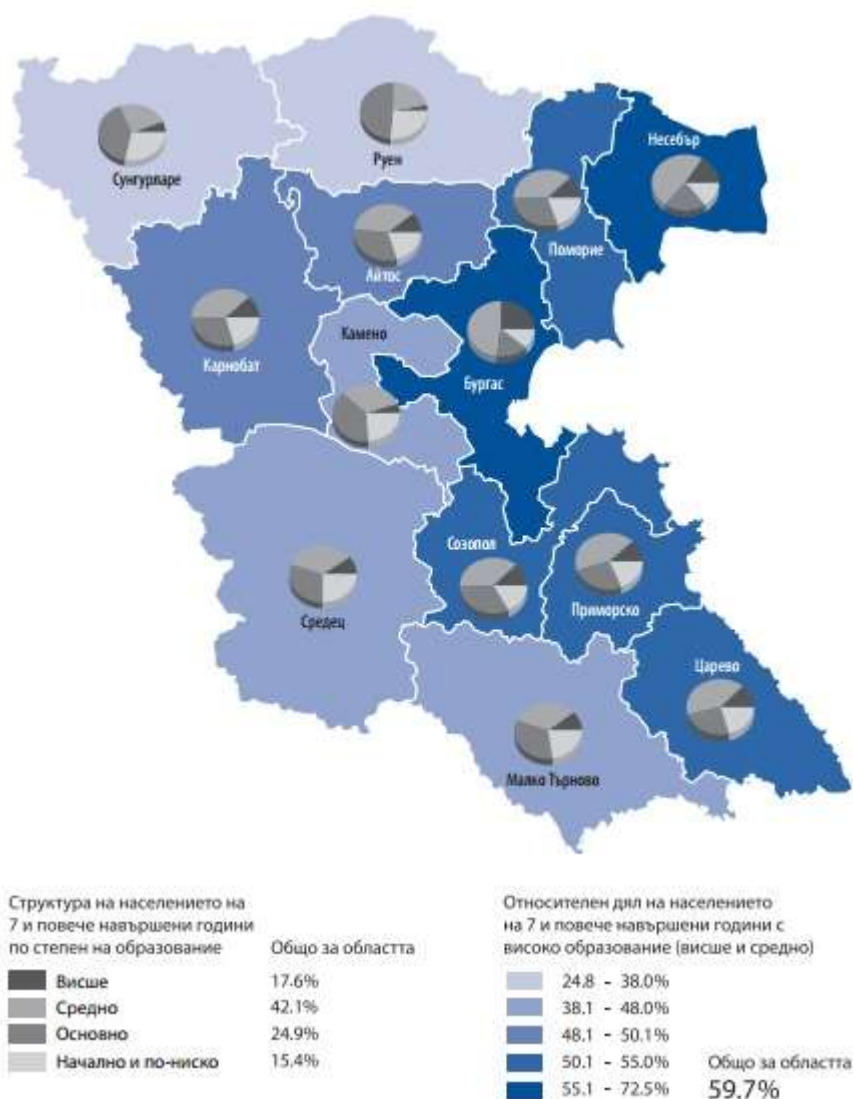 Несебър
Руен
Сунгурларе
Поморие
Айтос
Камено
Карнобат
Бургас
Созопол
Приморско
Средец
Царево
Малко Търново
Структура на населението на
7 и повече навършени години
по степен на образование
Общо за областта
Висше 17.6%
Средно 42.1%
Основно 24.9%
Начално и по-ниско 15.4%
Относителен дял на населението
на 7 и повече навършени години с
високо образование (висше и средно)
24.8 - 38.0%
38.1 - 48.0%
48.1 - 50.1%
50.1 - 55.0%
55.1 - 72.5%
Общо за областта
59.7%